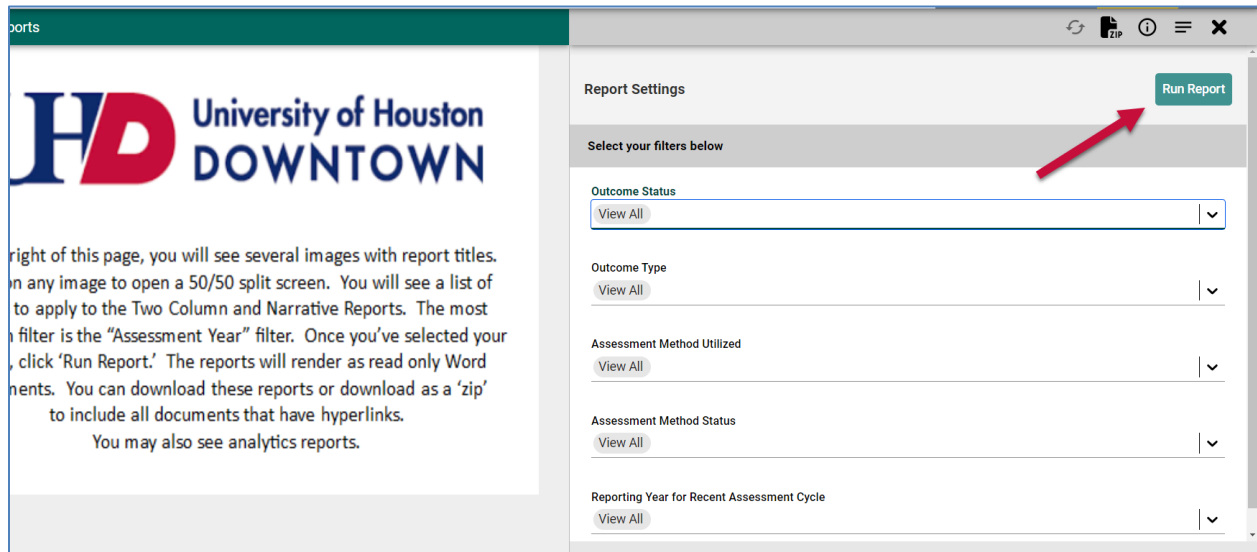 ports
ZIP
HD University of Houston
DOWNTOWN
right of this page, you will see several images with report titles.
on any image to open a 50/50 split screen. You will see a list of
to apply to the Two Column and Narrative Reports. The most
filter is the “Assessment Year” filter. Once you’ve selected your
, click ‘Run Report.’ The reports will render as read only Word
ments. You can download these reports or download as a ‘zip’
to include all documents that have hyperlinks.
You may also see analytics reports.
Report Settings
Run Report
Select your filters below
Outcome Status
View All
Outcome Type
View All
Assessment Method Utilized
View All
Assessment Method Status
View All
Reporting Year for Recent Assessment Cycle
View All